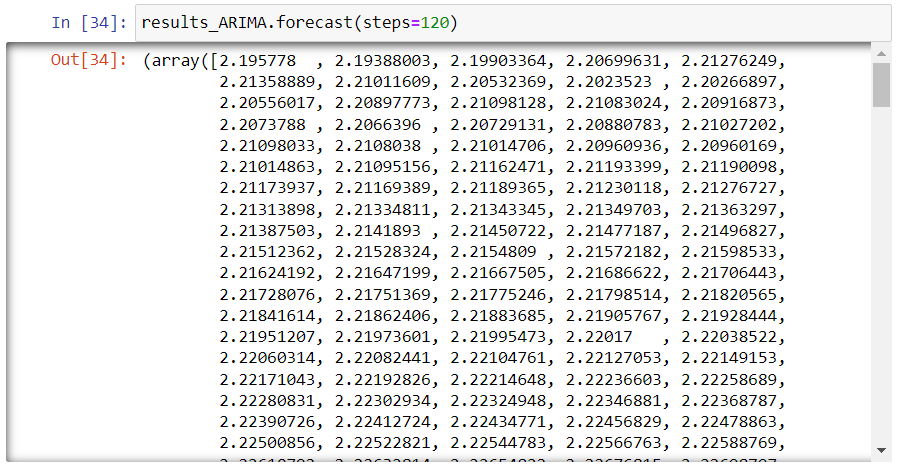 In [34]: results_ARIMA.forecast(steps=120)
Out[34]: (array([2.195778  , 2.19388003, 2.19903364, 2.20699631, 2.21276249,
2.21358889, 2.21011609, 2.20532369, 2.2023523 , 2.20266897,
2.20556017, 2.20897773, 2.21098128, 2.21083024, 2.20916873,
2.2073788 , 2.2066396 , 2.20729131, 2.20880783, 2.21027202,
2.21098033, 2.2108038 , 2.21014706, 2.20960936, 2.20960169,
2.21014863, 2.21095156, 2.21162471, 2.21193399, 2.21190098,
2.21173937, 2.21169389, 2.21189365, 2.21230118, 2.21276727,
2.21313898, 2.21334811, 2.21343345, 2.21349703, 2.21363297,
2.21387503, 2.2141893 , 2.21450722, 2.21477187, 2.21496827,
2.21512362, 2.21528324, 2.2154809 , 2.21572182, 2.21598533,
2.21624192, 2.21647199, 2.21667505, 2.21686622, 2.21706443,
2.21728076, 2.21751369, 2.21775246, 2.21798514, 2.21820565,
2.21841614, 2.21862406, 2.21883685, 2.21905767, 2.21928444,
2.21951207, 2.21973601, 2.21995473, 2.22017   , 2.22038522,
2.22060314, 2.22082441, 2.22104761, 2.22127053, 2.22149153,
2.22171043, 2.22192826, 2.22214648, 2.22236603, 2.22258689,
2.22280831, 2.22302934, 2.22324948, 2.22346881, 2.22368787,
2.22390726, 2.22412724, 2.22434771, 2.22456829, 2.22478863,
2.22500856, 2.22522821, 2.22544783, 2.22566763, 2.22588769,